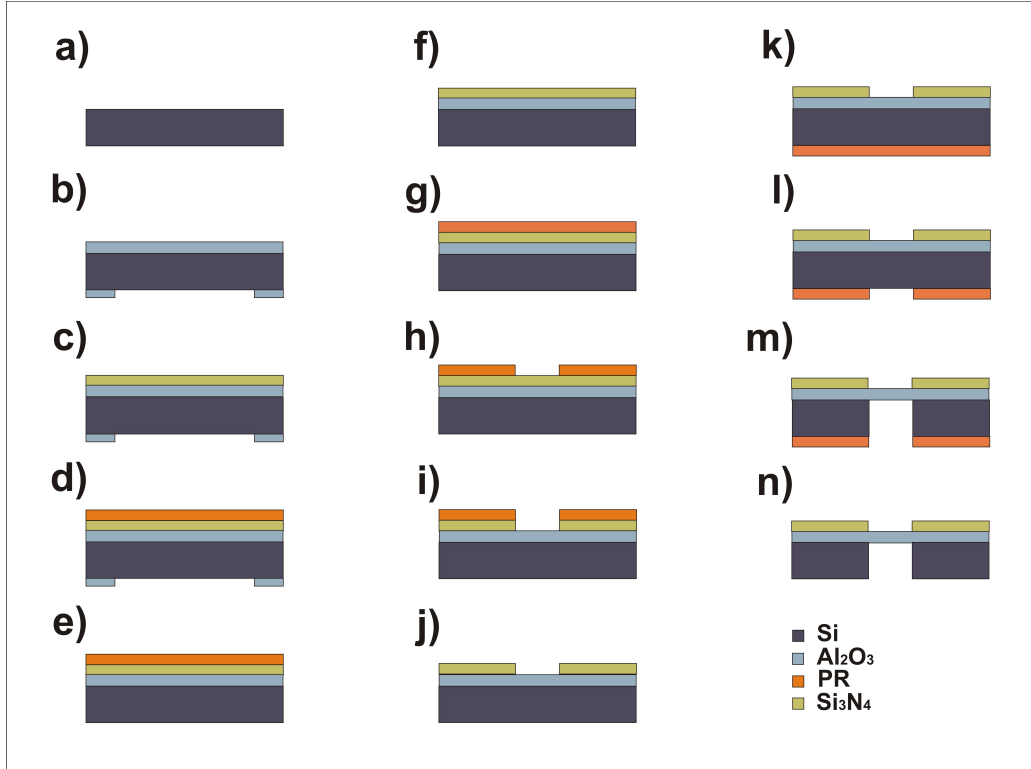 a)
b)
c)
d)
e)
f)
g)
h)
i)
j)
k)
l)
m)
n)
Si
Al₂O₃
PR
Si₃N₄